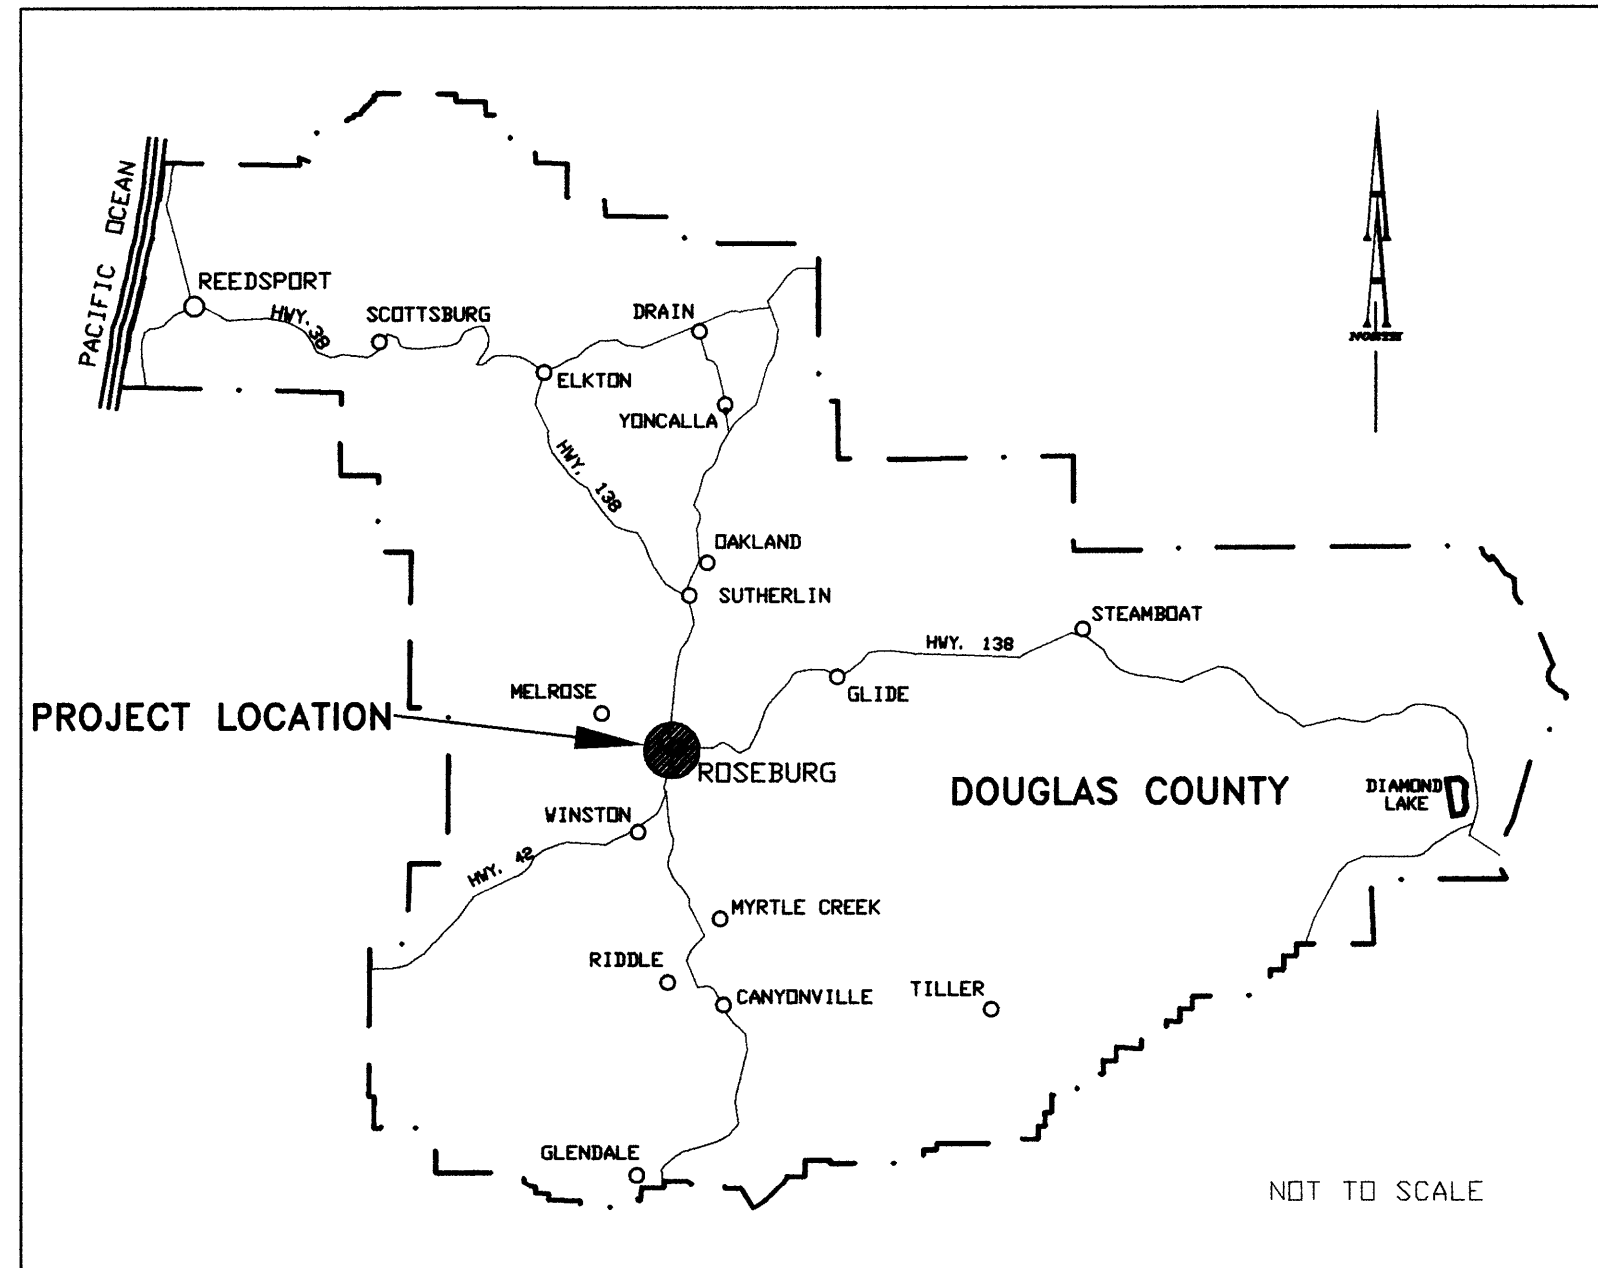 PACIFIC OCEAN
REEDSPORT
HWY. 38
SCOTTSBURG
DRAIN
NORTH
ELKTON
YONCALLA
HWY. 138
OAKLAND
SUTHERLIN
STEAMBOAT
HWY. 138
MELROSE
GLIDE
PROJECT LOCATION
ROSEBURG
DOUGLAS COUNTY
DIAMOND
LAKE
WINSTON
HWY. 42
MYRTLE CREEK
RIDDLE
CANYONVILLE
TILLER
GLENDALE
NOT TO SCALE